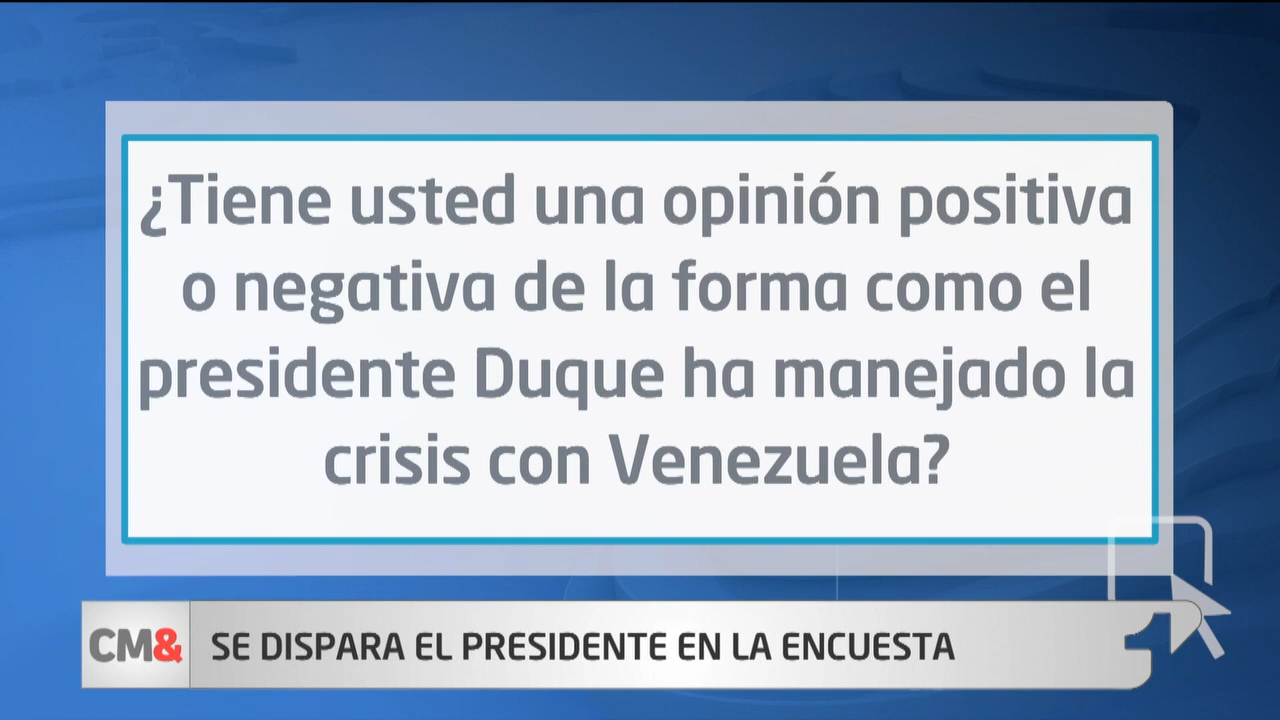 ¿Tiene usted una opinión positiva
o negativa de la forma como el
presidente Duque ha manejado la
crisis con Venezuela?
CM& SE DISPARA EL PRESIDENTE EN LA ENCUESTA
1